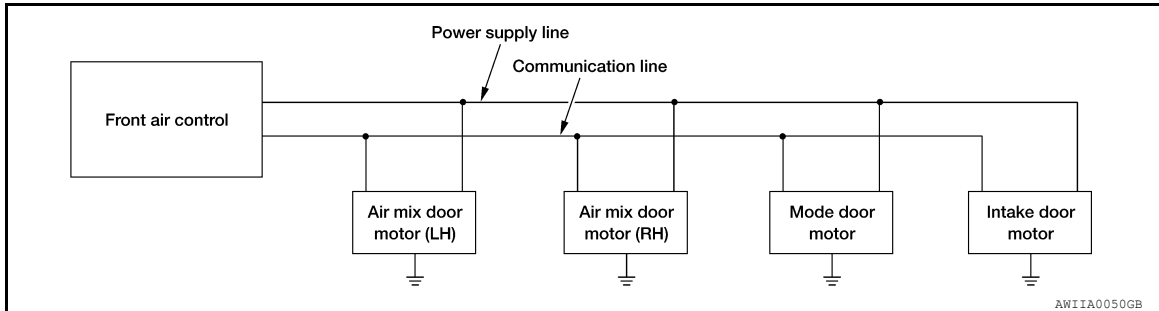 Power supply line
Communication line
Front air control
Air mix door
motor (LH)
Air mix door
motor (RH)
Mode door
motor
Intake door
motor
AWIIA0050GB